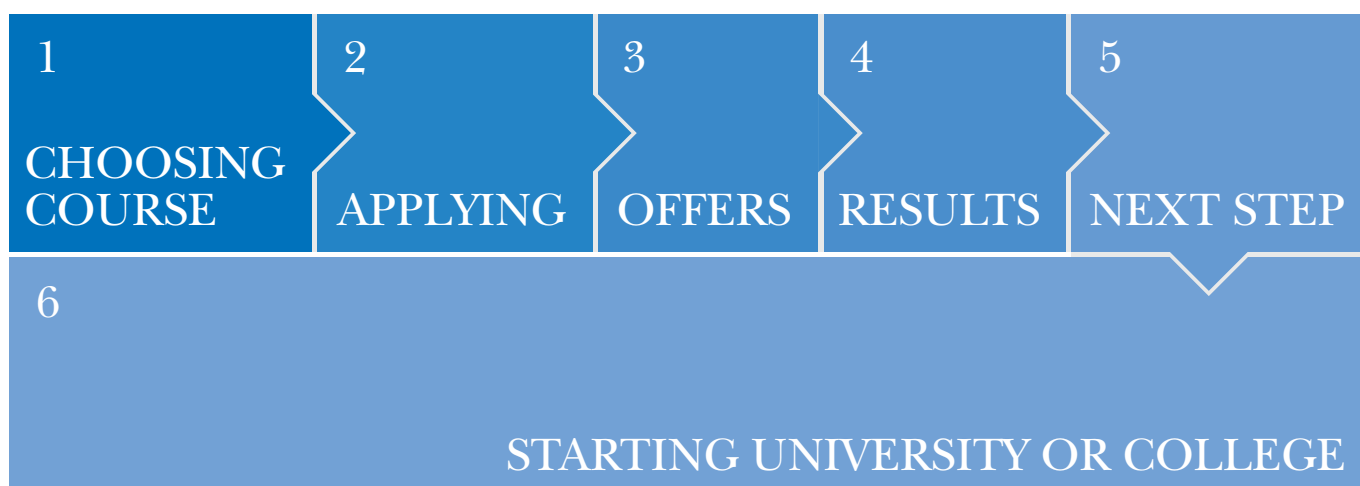 1
CHOOSING
COURSE
2
APPLYING
3
OFFERS
4
RESULTS
5
NEXT STEP
6
STARTING UNIVERSITY OR COLLEGE